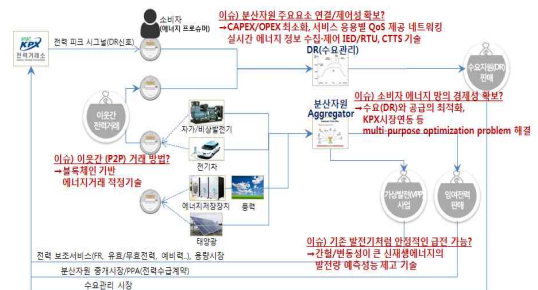 소비자
(에너지 프로슈머)
KPX
전력거래소
전력 피크 시그널(DR신호)
이슈) 분산자원 주요요소 연결/제어성 확보?
→CAPEX/OPEX 최소화, 서비스 응용별 QoS 제공 네트워킹
실시간 에너지 정보 수집·제어 IED/RTU, CTTS 기술
DR(수요관리)
수요자원(DR)
판매
이웃간
전력거래
이슈) 소비자 에너지 망의 경제성 확보?
→수요(DR)와 공급의 최적화,
KPX시장연동 등
multi-purpose optimization problem 해결
자가/비상발전기
분산자원
Aggregator
이슈) 이웃간 (P2P) 거래 방법?
→블록체인 기반
에너지거래 적정기술
전기차
에너지저장장치
풍력
가상발전(VPP)
사업
잉여전력
판매
태양광
이슈) 기존 발전기처럼 안정적인 급전 가능?
→간헐/변동성이 큰 신재생에너지의
발전량 예측성능 제고 기술
전력 보조서비스(FR, 유효/무효전력, 예비력..), 용량시장
분산자원 중개시장/PPA(전력수급계약)
수요관리 시장